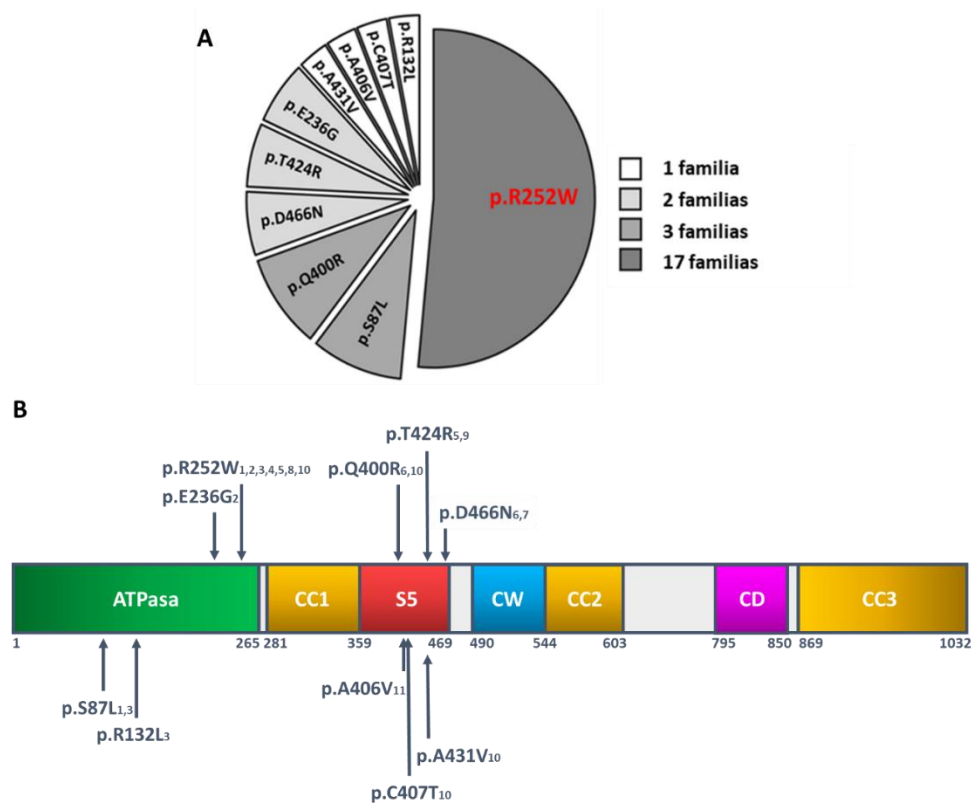 A
p.R132L
p.C407T
p.A406V
p.A431V
p.E236G
p.T424R
p.D466N
p.Q400R
p.S87L
p.R252W
1 familia
2 familias
3 familias
17 familias
B
p.T424R5,9
p.R252W1,2,3,4,5,8,10
p.Q400R6,10
p.E236G2
p.D466N6,7
ATPasa CC1 S5 CW CC2 CD CC3
1 265 281 359 469 490 544 603 795 850 869 1032
p.S87L1,3
p.A406V11
p.R132L3
p.A431V10
p.C407T10